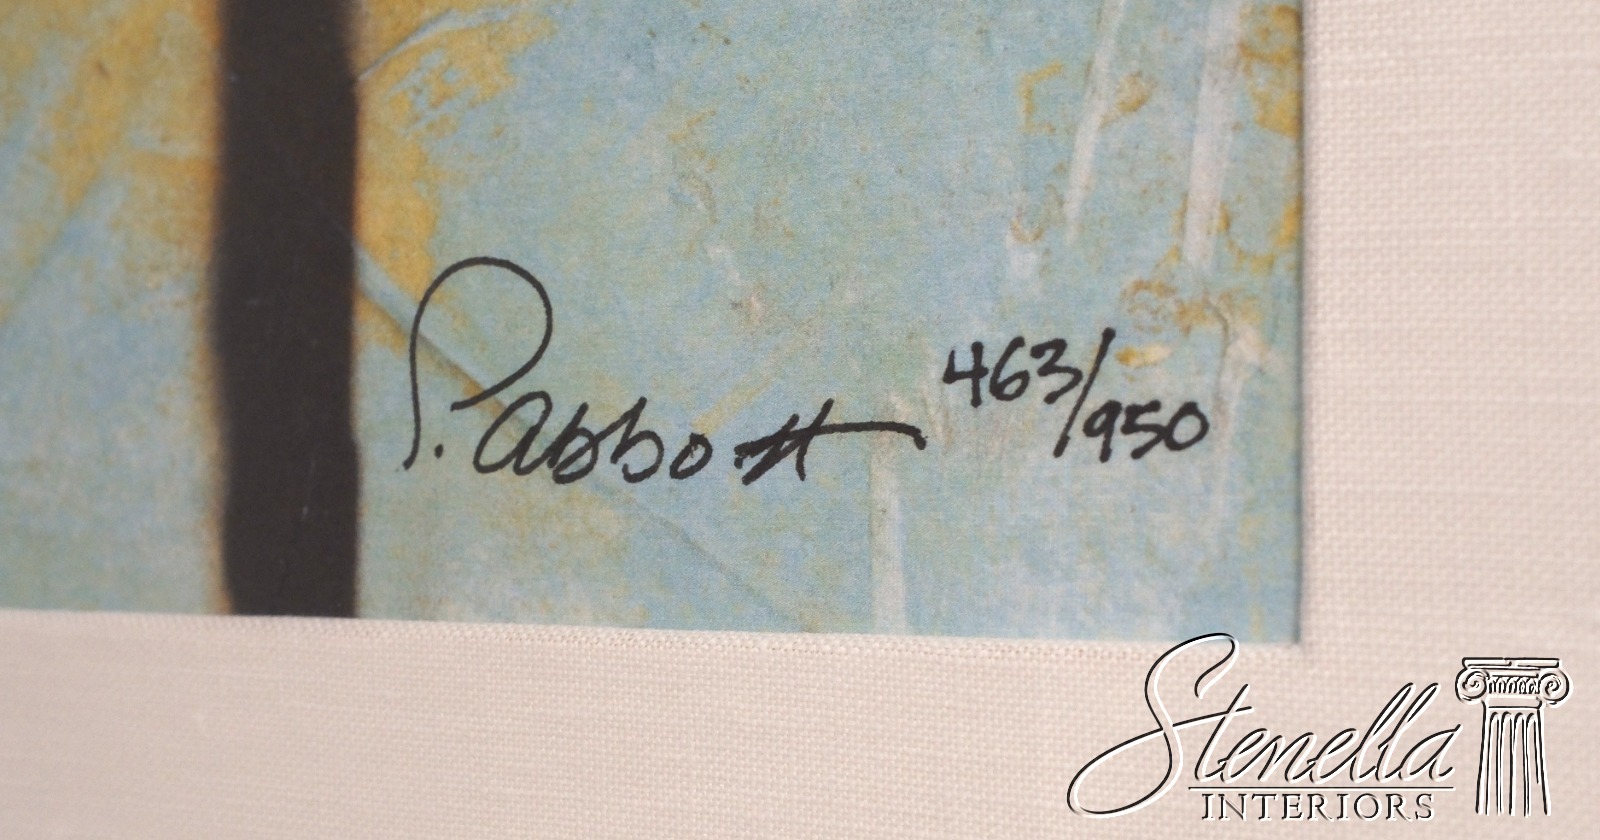 P. Abbott 463/950
Stenella
INTERIORS